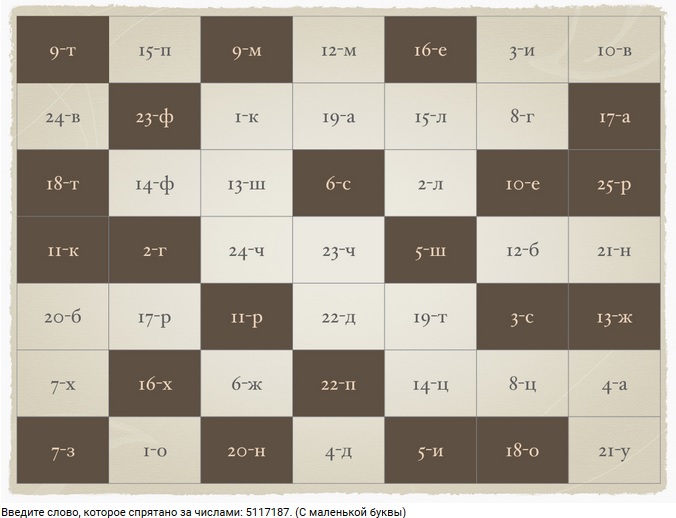 9-т 15-п 9-м 12-м 16-е 3-и 10-в
24-в 23-ф 1-к 19-а 15-л 8-г 17-а
18-т 14-ф 13-ш 6-с 2-л 10-е 25-р
11-к 2-г 24-ч 23-ч 5-ш 12-б 21-н
20-б 17-р 11-р 22-д 19-т 3-с 13-ж
7-х 16-х 6-ж 22-п 14-ц 8-ц 4-а
7-з 1-о 20-н 4-д 5-и 18-о 21-у
Введите слово, которое спрятано за числами: 5117187. (С маленькой буквы)